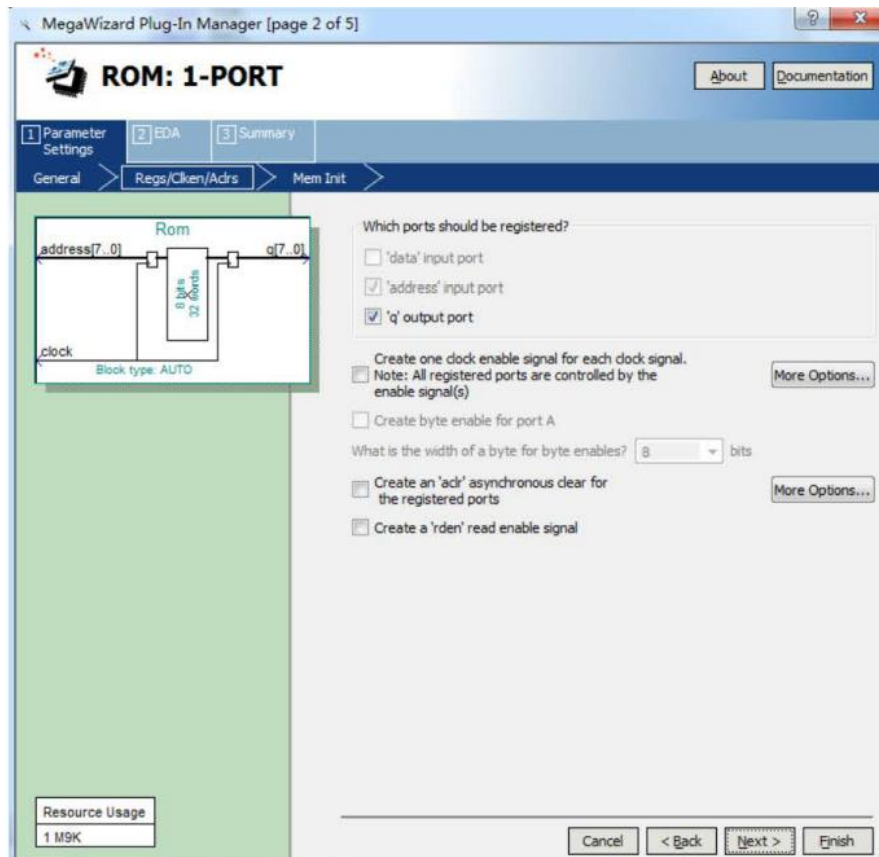 MegaWizard Plug-In Manager [page 2 of 5]
ROM: 1-PORT
About
Documentation
1 Parameter Settings
2 EDA
3 Summary
General
Regs/Clken/Adrs
Mem Init
Rom
address[7..0]
q[7..0]
8 bits
32 words
clock
Block type: AUTO
Which ports should be registered?
'data' input port
'address' input port
'q' output port
Create one clock enable signal for each clock signal.
Note: All registered ports are controlled by the
enable signal(s)
More Options...
Create byte enable for port A
What is the width of a byte for byte enables?
8
bits
Create an 'aclr' asynchronous clear for
the registered ports
More Options...
Create a 'rden' read enable signal
Resource Usage
1 M9K
Cancel
< Back
Next >
Finish